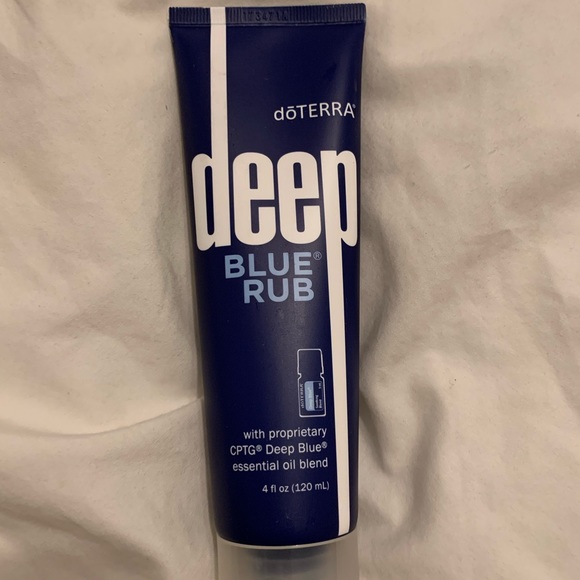 dōTERRA®
deep
BLUE®
RUB
with proprietary
CPTG® Deep Blue®
essential oil blend
4 fl oz (120 mL)